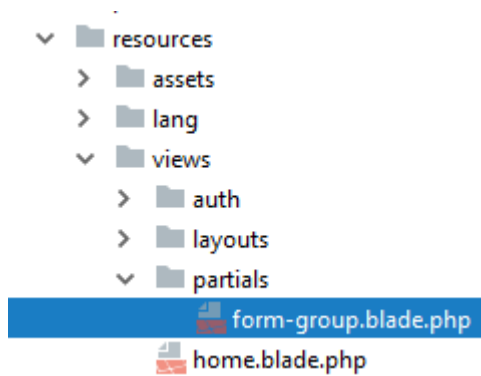 resources
assets
lang
views
auth
layouts
partials
form-group.blade.php
home.blade.php